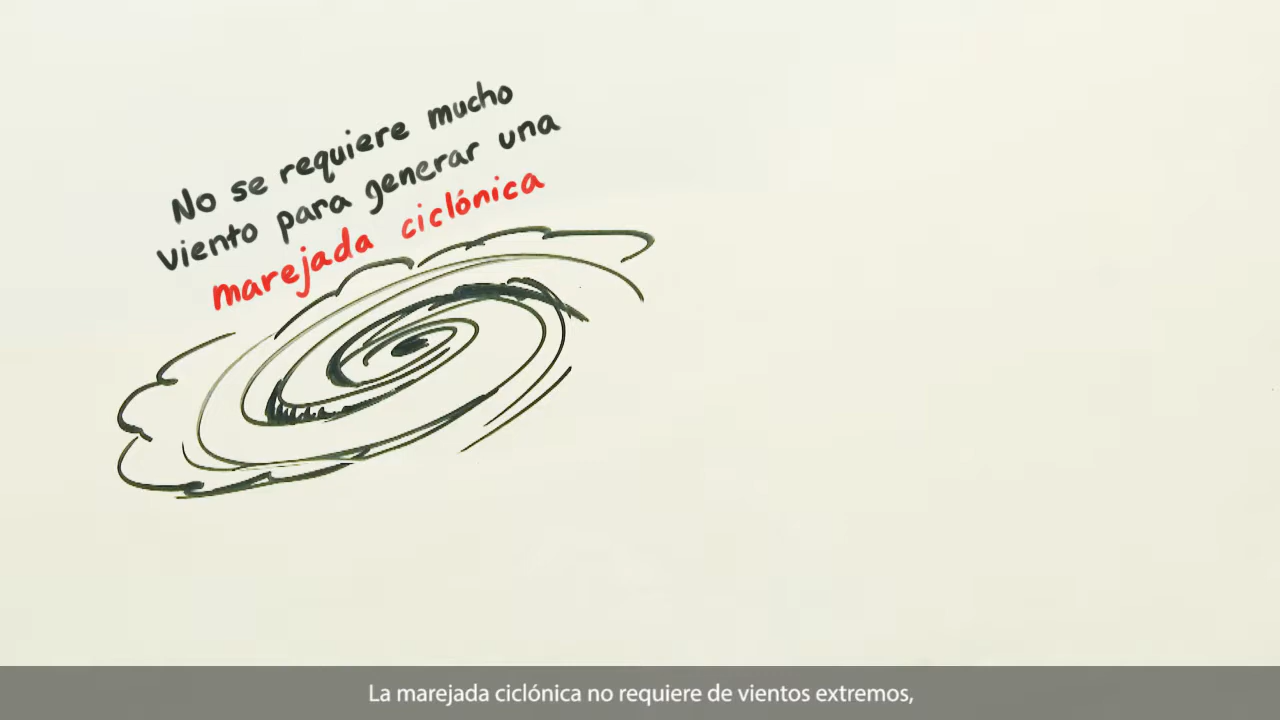 No se requiere mucho
viento para generar una
marejada ciclónica
La marejada ciclónica no requiere de vientos extremos,